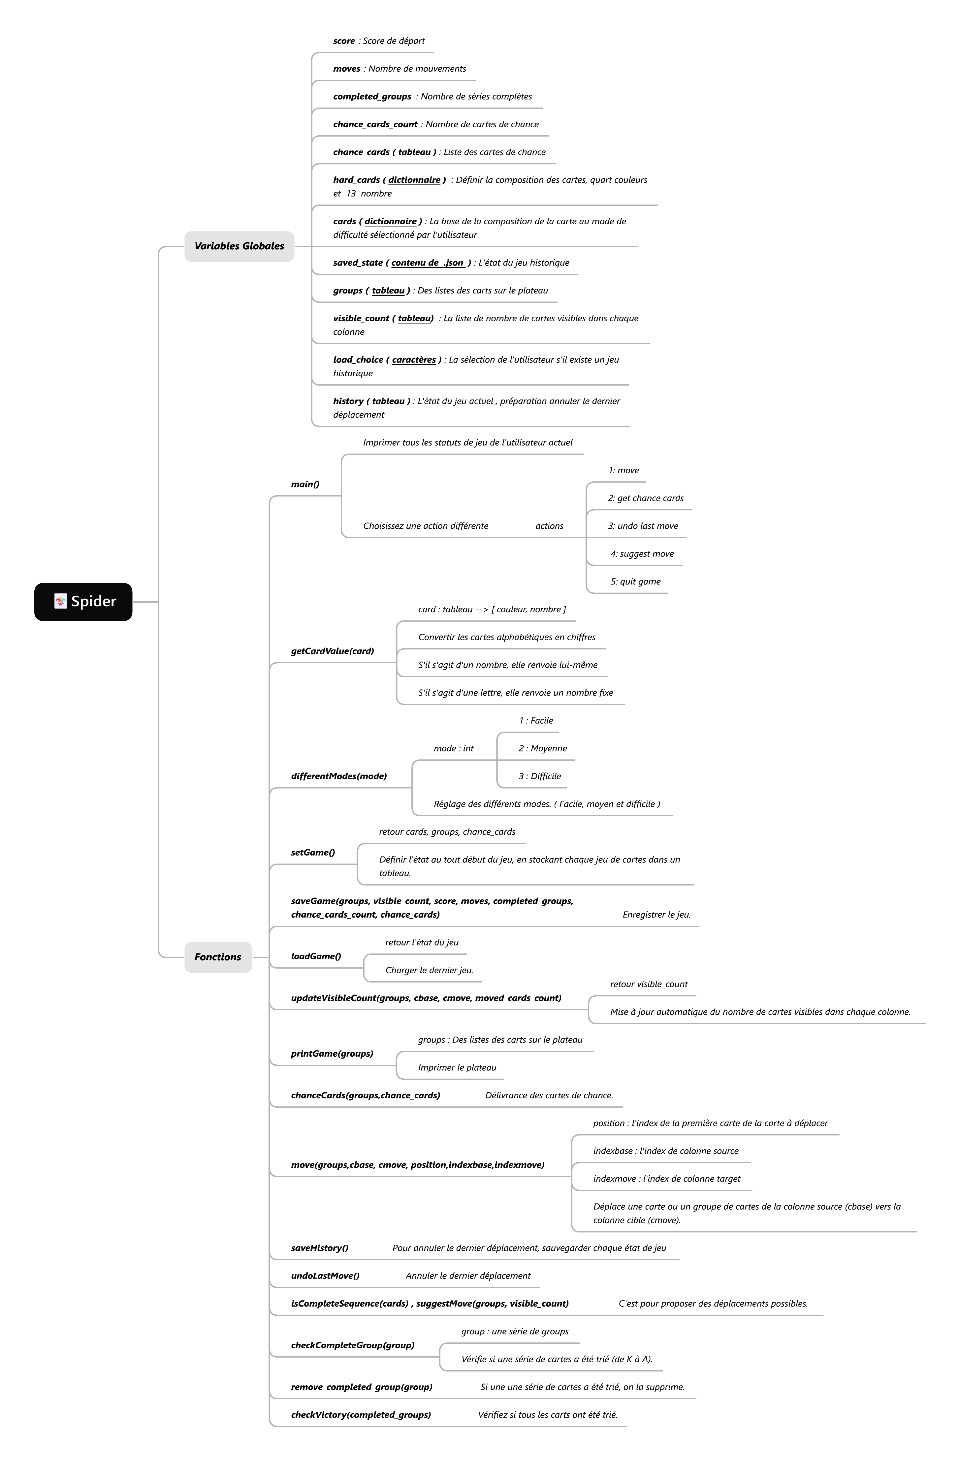 score : Score de départ
moves : Nombre de mouvements
completed_groups : Nombre de séries complètes
chance_cards_count : Nombre de cartes de chance
chance_cards ( tableau ) : Liste des cartes de chance
hard_cards ( dictionnaire ) : Définir la composition des cartes, quart couleurs
et 13 nombre
cards ( dictionnaire ) : La base de la composition de la carte au mode de
difficulté sélectionné par l'utilisateur
Variables Globales
saved_state ( contenu de .json ) : L'état du jeu historique
groups ( tableau ) : Des listes des carts sur le plateau
visible_count ( tableau) : La liste de nombre de cartes visibles dans chaque
colonne
load_choice ( caractères ) : La sélection de l'utilisateur s'il existe un jeu
historique
history ( tableau ) : L'état du jeu actuel , préparation annuler le dernier
déplacement
Imprimer tous les statuts de jeu de l'utilisateur actuel
main()
1: move
2: get chance cards
Choisissez une action différente actions 3: undo last move
4: suggest move
5: quit game
Spider
card : tableau --> [ couleur, nombre ]
Convertir les cartes alphabétiques en chiffres
getCardValue(card)
S'il s'agit d'un nombre, elle renvoie lui-même
S'il s'agit d'une lettre, elle renvoie un nombre fixe
1 : Facile
mode : int 2 : Moyenne
differentModes(mode) 3 : Difficile
Réglage des différents modes. ( Facile, moyen et difficile )
retour cards, groups, chance_cards
setGame()
Définir l'état au tout début du jeu, en stockant chaque jeu de cartes dans un
tableau.
saveGame(groups, visible_count, score, moves, completed_groups,
chance_cards_count, chance_cards) Enregistrer le jeu.
Fonctions
retour l'état du jeu
loadGame()
Charger le dernier jeu.
retour visible_count
updateVisibleCount(groups, cbase, cmove, moved_cards_count)
Mise à jour automatique du nombre de cartes visibles dans chaque colonne.
groups : Des listes des carts sur le plateau
printGame(groups)
Imprimer le plateau
chanceCards(groups,chance_cards) Délivrance des cartes de chance.
position : l'index de la première carte de la carte à déplacer
indexbase : l'index de colonne source
move(groups,cbase, cmove, position,indexbase,indexmove)
indexmove : l'index de colonne target
Déplace une carte ou un groupe de cartes de la colonne source (cbase) vers la
colonne cible (cmove).
saveHistory() Pour annuler le dernier déplacement, sauvegarder chaque état de jeu
undoLastMove() Annuler le dernier déplacement
isCompleteSequence(cards) , suggestMove(groups, visible_count) C'est pour proposer des déplacements possibles.
group : une série de groups
checkCompleteGroup(group)
Vérifie si une série de cartes a été trié (de K à A).
remove_completed_group(group) Si une une série de cartes a été trié, on la supprime.
checkVictory(completed_groups) Vérifiez si tous les carts ont été trié.